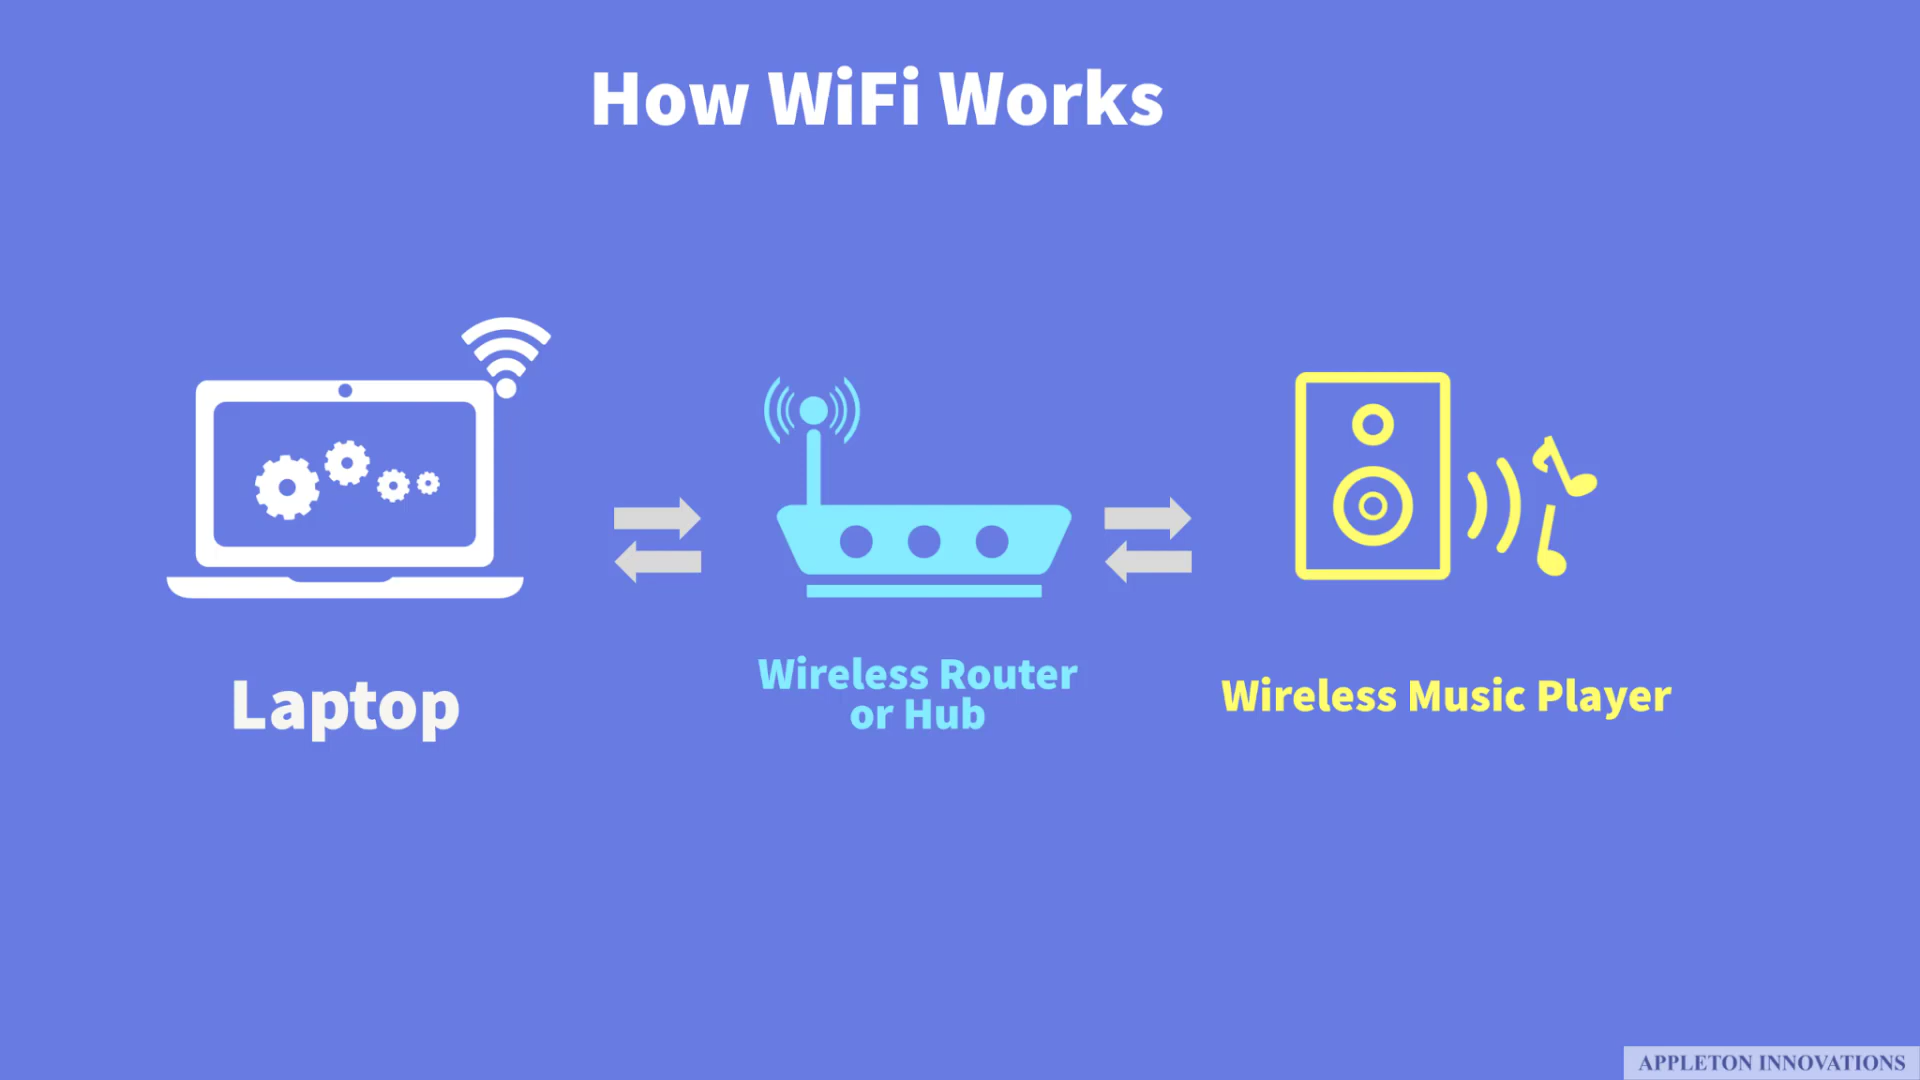 How WiFi Works
Laptop
Wireless Router
or Hub
Wireless Music Player
APPLETON INNOVATIONS